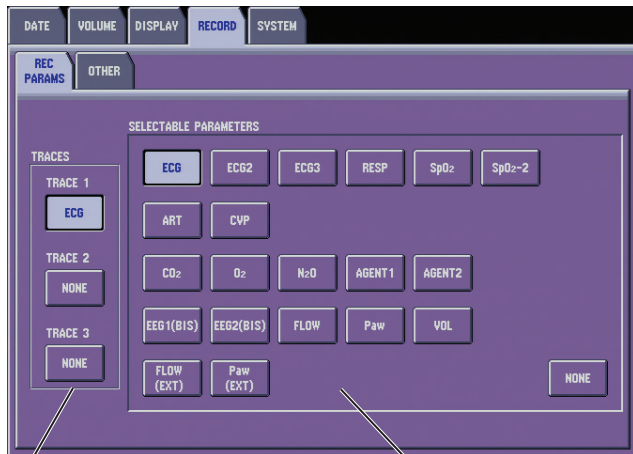 DATE VOLUME DISPLAY RECORD SYSTEM
REC PARAMS OTHER
SELECTABLE PARAMETERS
TRACES
TRACE 1
ECG
TRACE 2
NONE
TRACE 3
NONE
ECG ECG2 ECG3 RESP SpO₂ SpO₂-2
ART CVP
CO₂ O₂ N₂O AGENT1 AGENT2
EEG1(BIS) EEG2(BIS) FLOW Paw VOL
FLOW (EXT) Paw (EXT) NONE